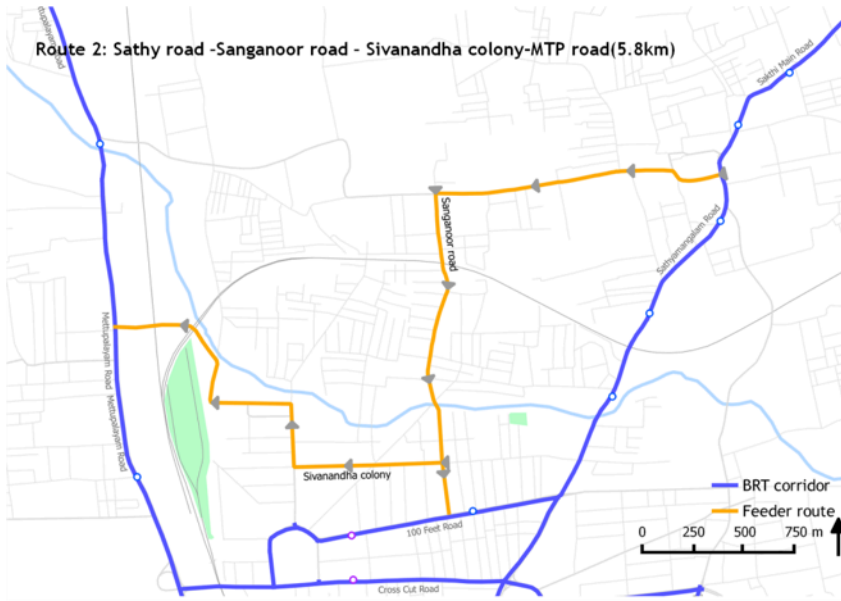 Mettupalayam Road
Route 2: Sathy road -Sanganoor road - Sivanandha colony-MTP road(5.8km)
Sakthi Main Road
Sanganoor road
Sathyamangalam Road
Mettupalayam Road
Mettupalayam Road
Sivanandha colony
BRT corridor
Feeder route
100 Feet Road
0 250 500 750 m
Cross Cut Road